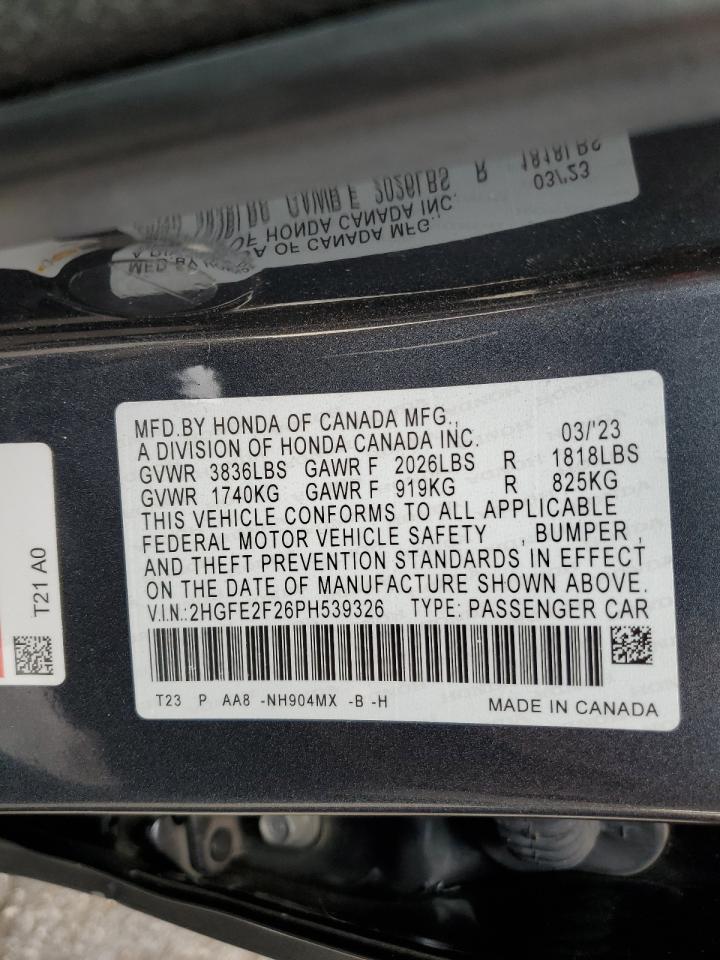 MFD.BY HONDA OF CANADA MFG.,
A DIVISION OF HONDA CANADA INC. 03/'23
GVWR 3836LBS GAWR F 2026LBS R 1818LBS
GVWR 1740KG GAWR F 919KG R 825KG
THIS VEHICLE CONFORMS TO ALL APPLICABLE
FEDERAL MOTOR VEHICLE SAFETY , BUMPER ,
AND THEFT PREVENTION STANDARDS IN EFFECT
ON THE DATE OF MANUFACTURE SHOWN ABOVE.
V.I.N.:2HGFE2F26PH539326 TYPE: PASSENGER CAR
T23 P AA8 -NH904MX -B -H MADE IN CANADA
T21 A0